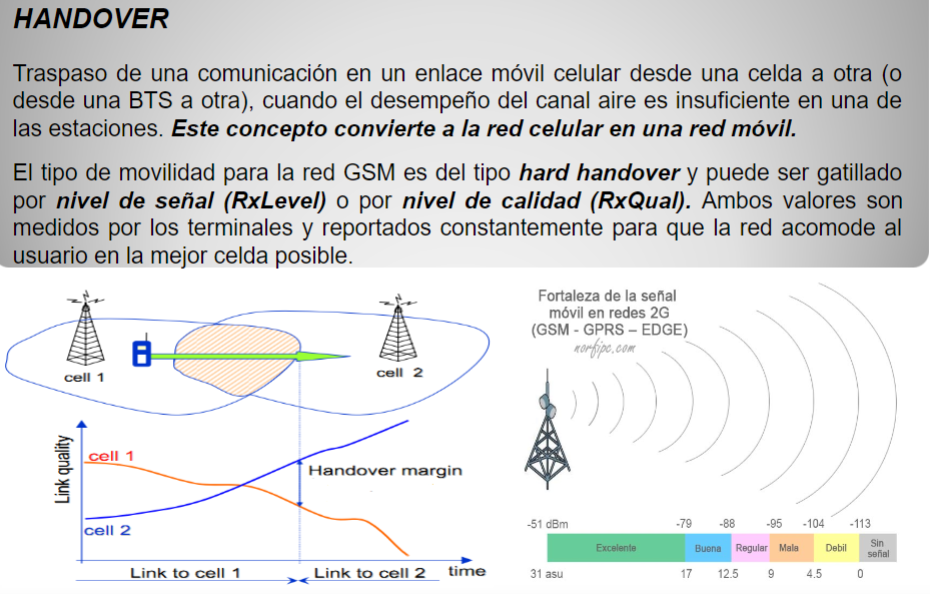 HANDOVER
Traspaso de una comunicación en un enlace móvil celular desde una celda a otra (o
desde una BTS a otra), cuando el desempeño del canal aire es insuficiente en una de
las estaciones. Este concepto convierte a la red celular en una red móvil.
El tipo de movilidad para la red GSM es del tipo hard handover y puede ser gatillado
por nivel de señal (RxLevel) o por nivel de calidad (RxQual). Ambos valores son
medidos por los terminales y reportados constantemente para que la red acomode al
usuario en la mejor celda posible.
cell 1
cell 2
Link quality
cell 1
cell 2
Handover margin
Link to cell 1
Link to cell 2
time
Fortaleza de la señal
móvil en redes 2G
(GSM - GPRS – EDGE)
norfipc.com
-51 dBm -79 -88 -95 -104 -113
Excelente Buona Regular Mala Debil Sin
señal
31 asu 17 12.5 9 4.5 0